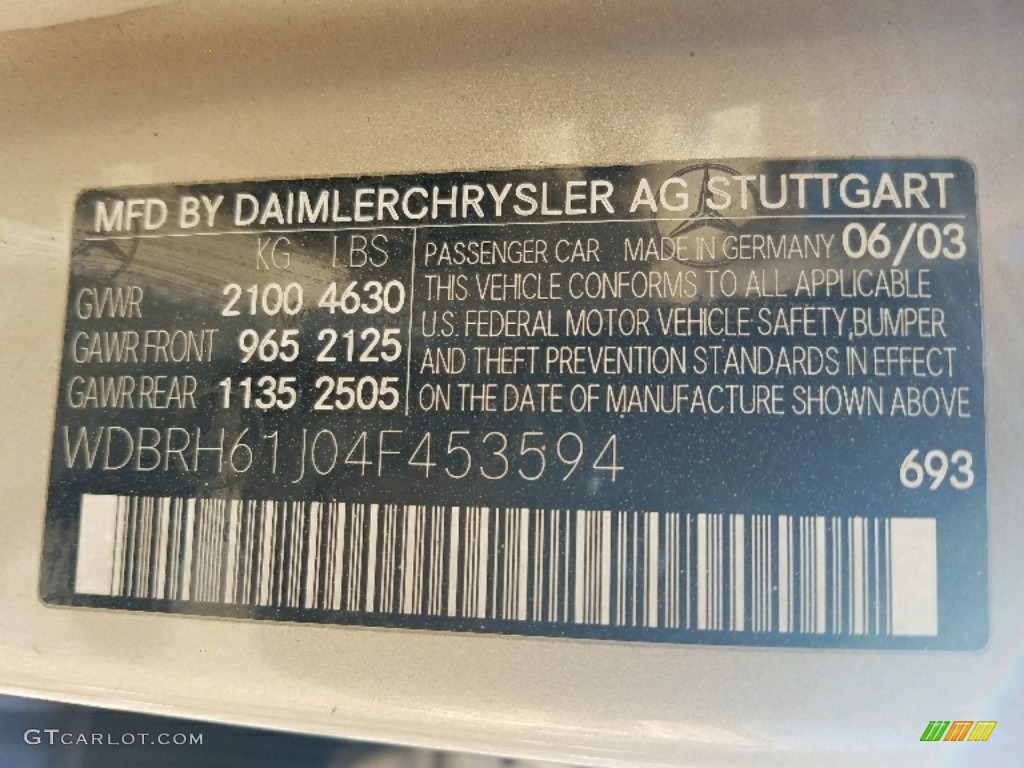 MFD BY DAIMLERCHRYSLER AG STUTTGART
KG LBS
GVWR 2100 4630
GAWR FRONT 965 2125
GAWR REAR 1135 2505
PASSENGER CAR MADE IN GERMANY 06/03
THIS VEHICLE CONFORMS TO ALL APPLICABLE
U.S. FEDERAL MOTOR VEHICLE SAFETY,BUMPER
AND THEFT PREVENTION STANDARDS IN EFFECT
ON THE DATE OF MANUFACTURE SHOWN ABOVE
WDBRH61J04F453594
693
GTCARLOT.COM